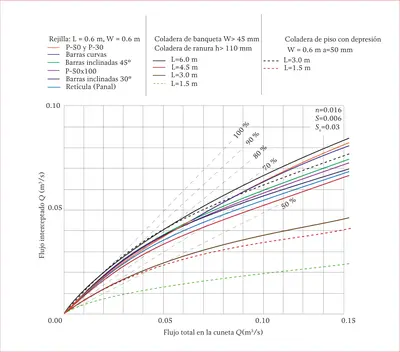 Rejilla: L = 0.6 m, W = 0.6 m
P-50 y P-30
Barras curvas
Barras inclinadas 45°
P-50x100
Barras inclinadas 30°
Retícula (Panal)
Coladera de banqueta W> 45 mm
Coladera de ranura h> 110 mm
L=6.0 m
L=4.5 m
L=3.0 m
L=1.5 m
Coladera de piso con depresión
W = 0.6 m a=50 mm
L=3.0 m
L=1.5 m
n=0.016
S=0.006
Sx=0.03
100 %
90 %
80 %
70 %
50 %
0.10
0.05
0.00
0.05
0.10
0.15
Flujo interceptado Q (m³/s)
Flujo total en la cuneta Q(m³/s)